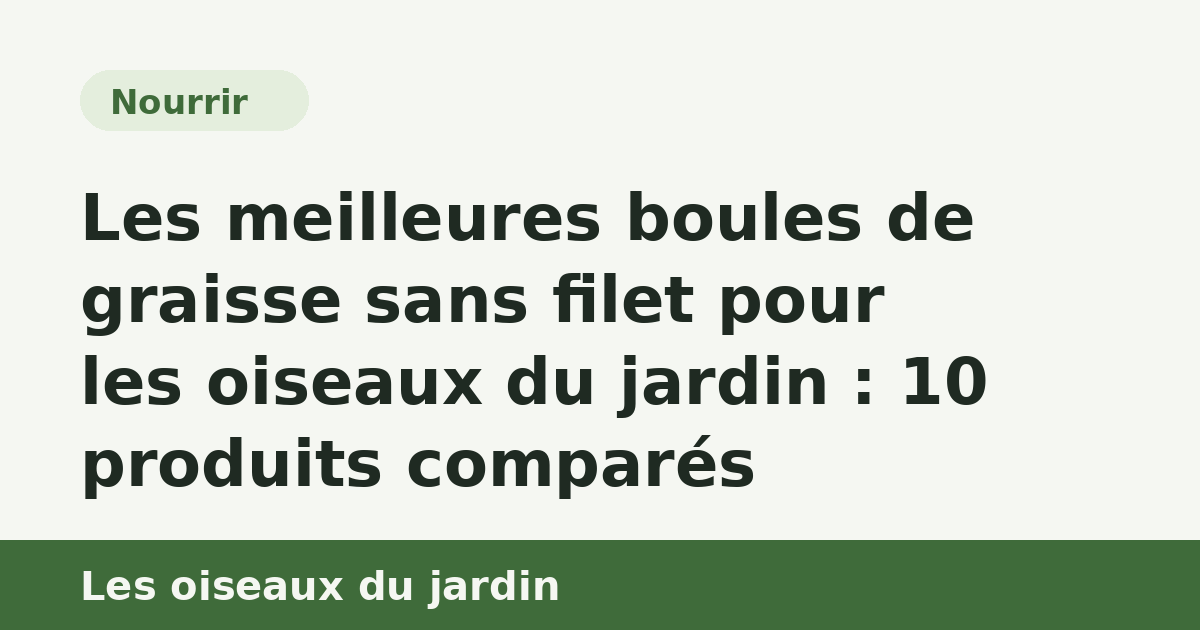 Nourrir
Les meilleures boules de
graisse sans filet pour
les oiseaux du jardin : 10
produits comparés
Les oiseaux du jardin